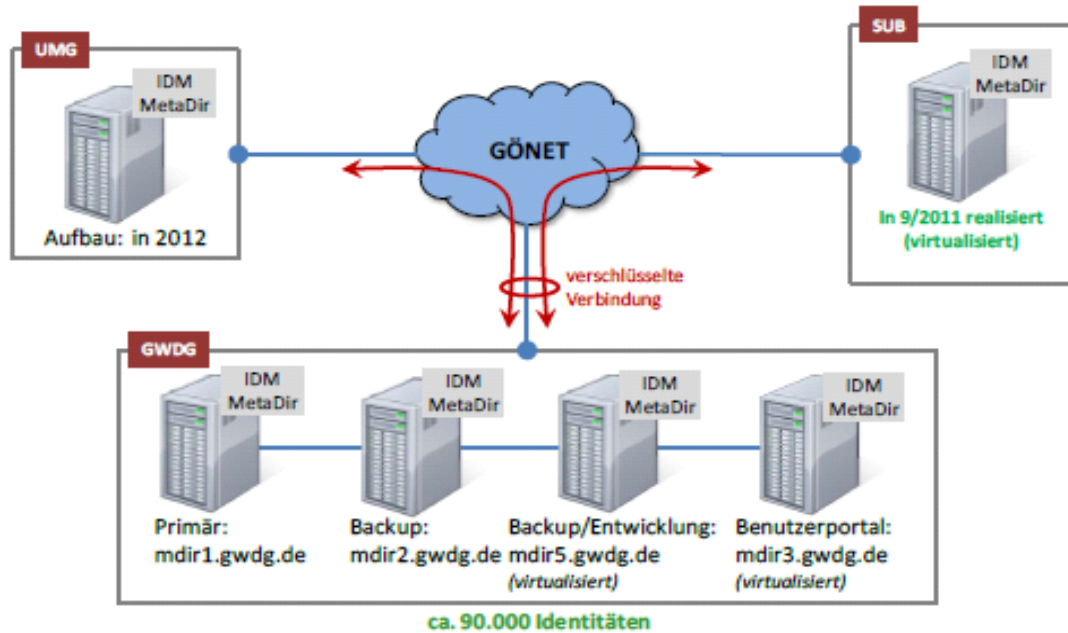 UMG
IDM
MetaDir
Aufbau: in 2012
GÖNET
SUB
IDM
MetaDir
In 9/2011 realisiert
(virtualisiert)
verschlüsselte
Verbindung
GWDG
IDM
MetaDir
Primär:
mdir1.gwdg.de
IDM
MetaDir
Backup:
mdir2.gwdg.de
IDM
MetaDir
Backup/Entwicklung:
mdir5.gwdg.de
(virtualisiert)
IDM
MetaDir
Benutzerportal:
mdir3.gwdg.de
(virtualisiert)
ca. 90.000 Identitäten